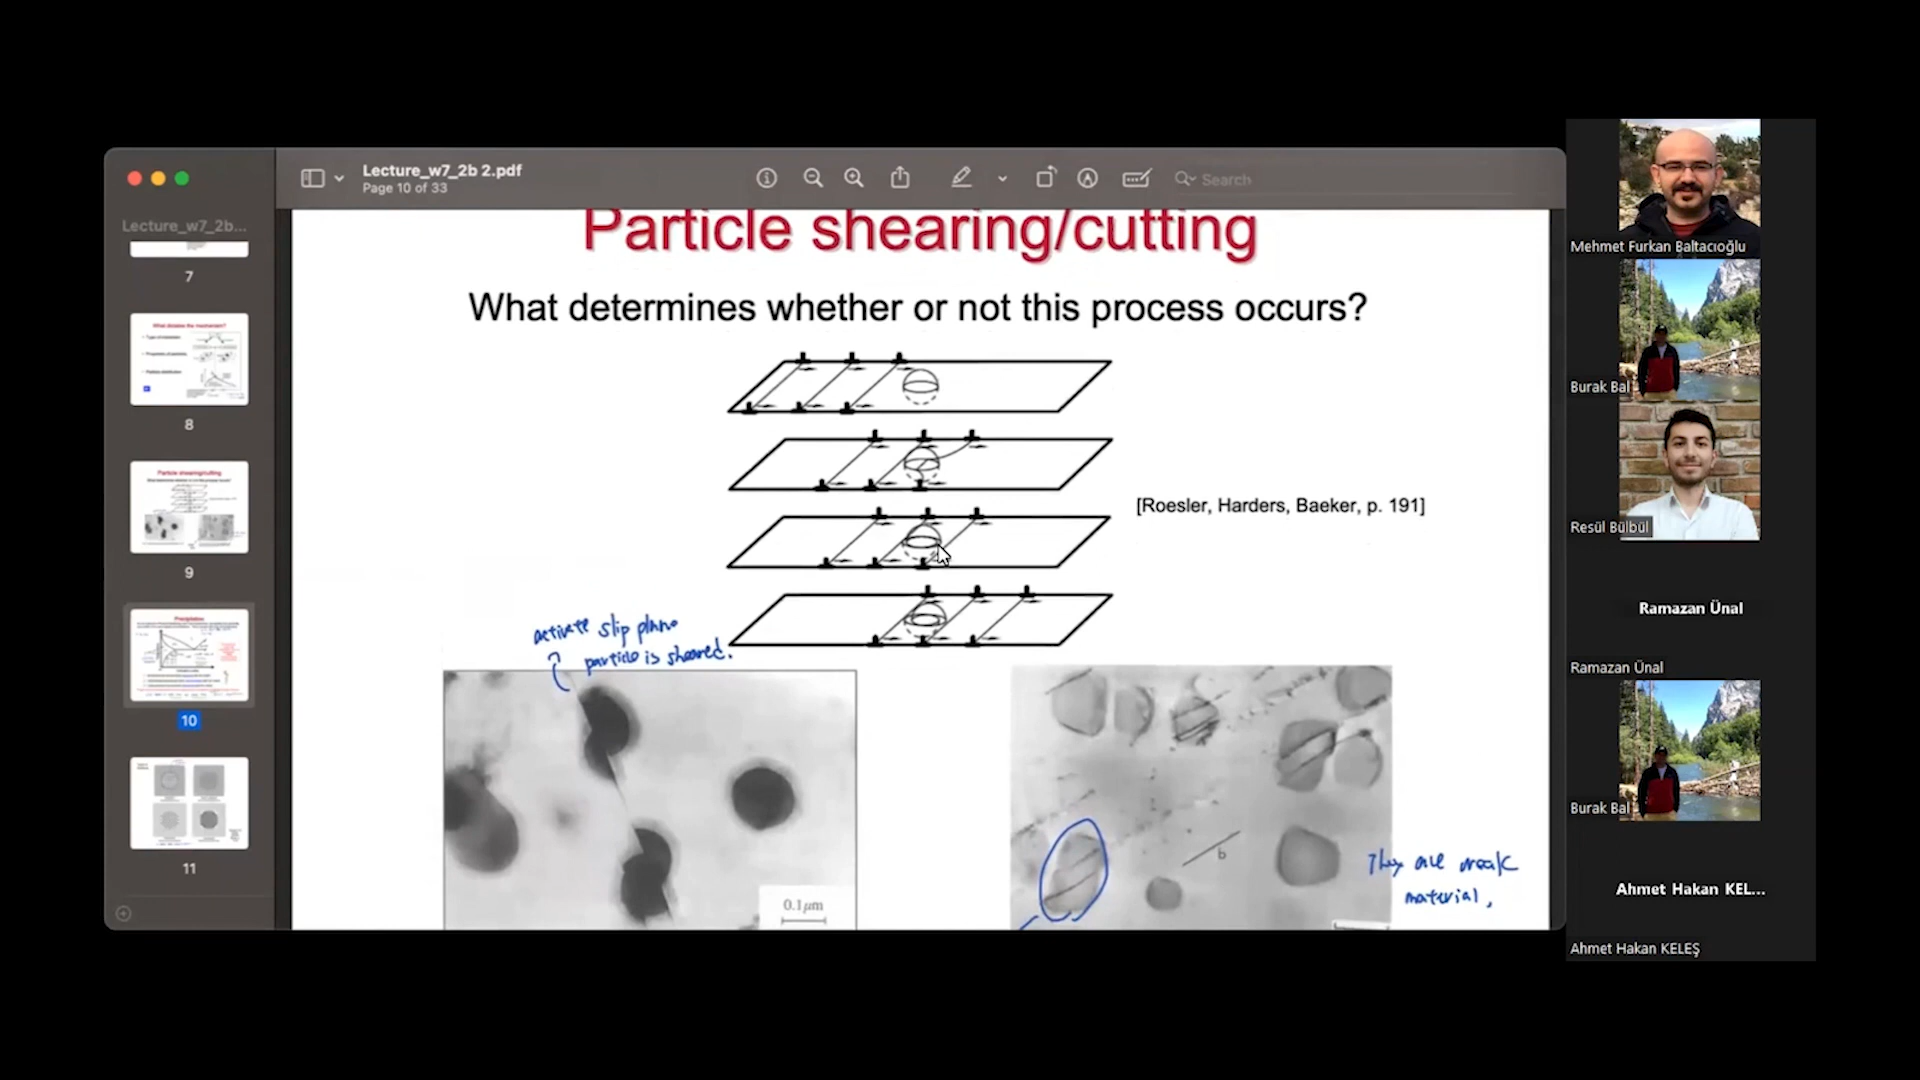 Lecture_w7_2b 2.pdf
Page 10 of 33
Search
Lecture_w7_2b...
7
8
9
10
11
Particle shearing/cutting
What determines whether or not this process occurs?
[Roesler, Harders, Baeker, p. 191]
activate slip plane
particle is sheared.
0.1μm
b
They are weak
material,
Mehmet Furkan Baltacıoğlu
Burak Bal
Resül Bülbül
Ramazan Ünal
Ramazan Ünal
Burak Bal
Ahmet Hakan KEL...
Ahmet Hakan KELEŞ